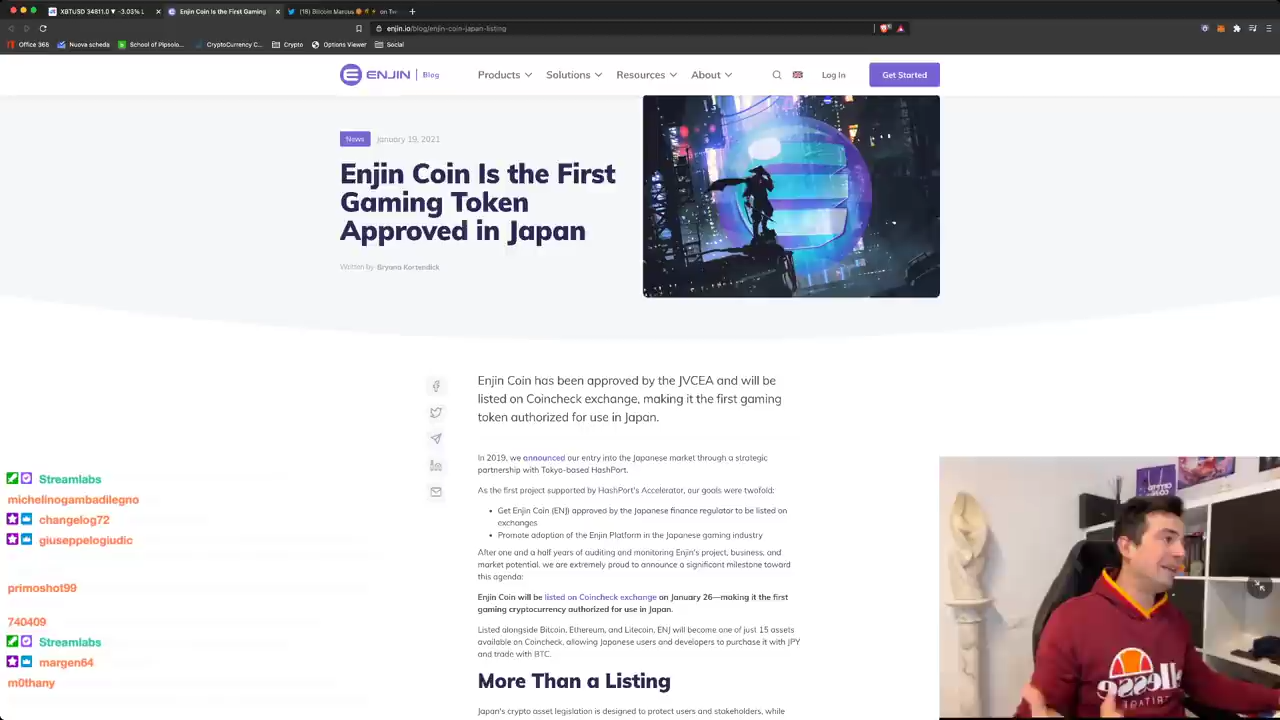 XBTUSD 34811.0 ▼ -3.03% L
Enjin Coin Is the First Gaming
(18) Bitcoin Marcus
on Tw
enjin.io/blog/enjin-coin-japan-listing
Office 365
Nuova scheda
School of Pipsolo...
CryptoCurrency C...
Crypto
Options Viewer
Social
ENJIN | Blog
Products
Solutions
Resources
About
Log In
Get Started
News
January 19, 2021
Enjin Coin Is the First
Gaming Token
Approved in Japan
Written by Bryana Kortendick
Enjin Coin has been approved by the JVCEA and will be
listed on Coincheck exchange, making it the first gaming
token authorized for use in Japan.
In 2019, we announced our entry into the Japanese market through a strategic
partnership with Tokyo-based HashPort.
As the first project supported by HashPort's Accelerator, our goals were twofold:
Get Enjin Coin (ENJ) approved by the Japanese finance regulator to be listed on
exchanges
Promote adoption of the Enjin Platform in the Japanese gaming industry
After one and a half years of auditing and monitoring Enjin's project, business, and
market potential, we are extremely proud to announce a significant milestone toward
this agenda:
Enjin Coin will be listed on Coincheck exchange on January 26—making it the first
gaming cryptocurrency authorized for use in Japan.
Listed alongside Bitcoin, Ethereum, and Litecoin, ENJ will become one of just 15 assets
available on Coincheck, allowing Japanese users and developers to purchase it with JPY
and trade with BTC.
More Than a Listing
Japan's crypto asset legislation is designed to protect users and stakeholders, while
Streamlabs
michelinogambadilegno
changelog72
giuseppelogiudic
primoshot99
740409
Streamlabs
margen64
m0thany
CRYPTO
ellesse